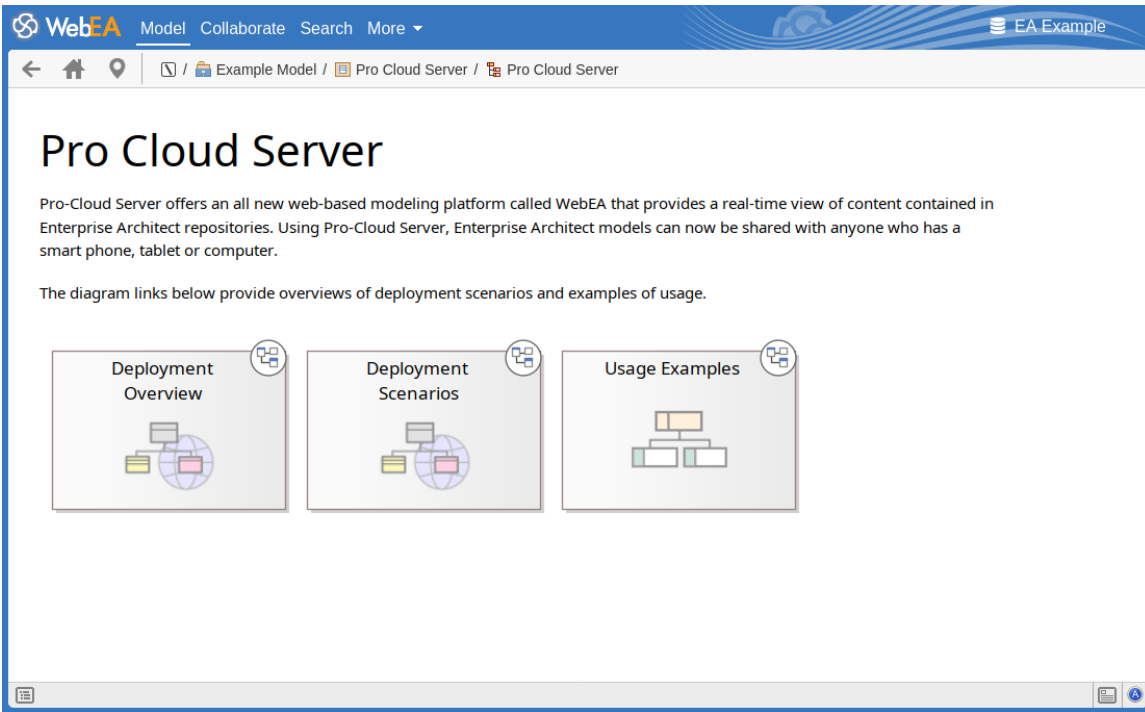 WebEA Model Collaborate Search More EA Example
/ Example Model / Pro Cloud Server / Pro Cloud Server
Pro Cloud Server
Pro-Cloud Server offers an all new web-based modeling platform called WebEA that provides a real-time view of content contained in
Enterprise Architect repositories. Using Pro-Cloud Server, Enterprise Architect models can now be shared with anyone who has a
smart phone, tablet or computer.
The diagram links below provide overviews of deployment scenarios and examples of usage.
Deployment
Overview
Deployment
Scenarios
Usage Examples
A